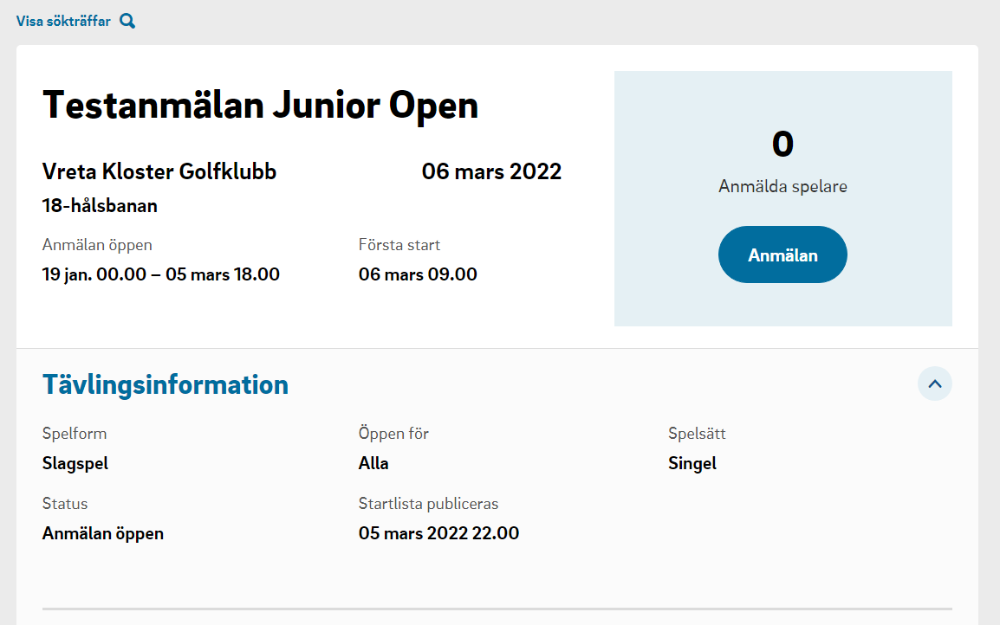 Visa sökträffar
Testanmälan Junior Open
Vreta Kloster Golfklubb
06 mars 2022
18-hålsbanan
Anmälan öppen
Första start
19 jan. 00.00 – 05 mars 18.00
06 mars 09.00
0
Anmälda spelare
Anmälan
Tävlingsinformation
Spelform
Öppen för
Spelsätt
Slagspel
Alla
Singel
Status
Startlista publiceras
Anmälan öppen
05 mars 2022 22.00